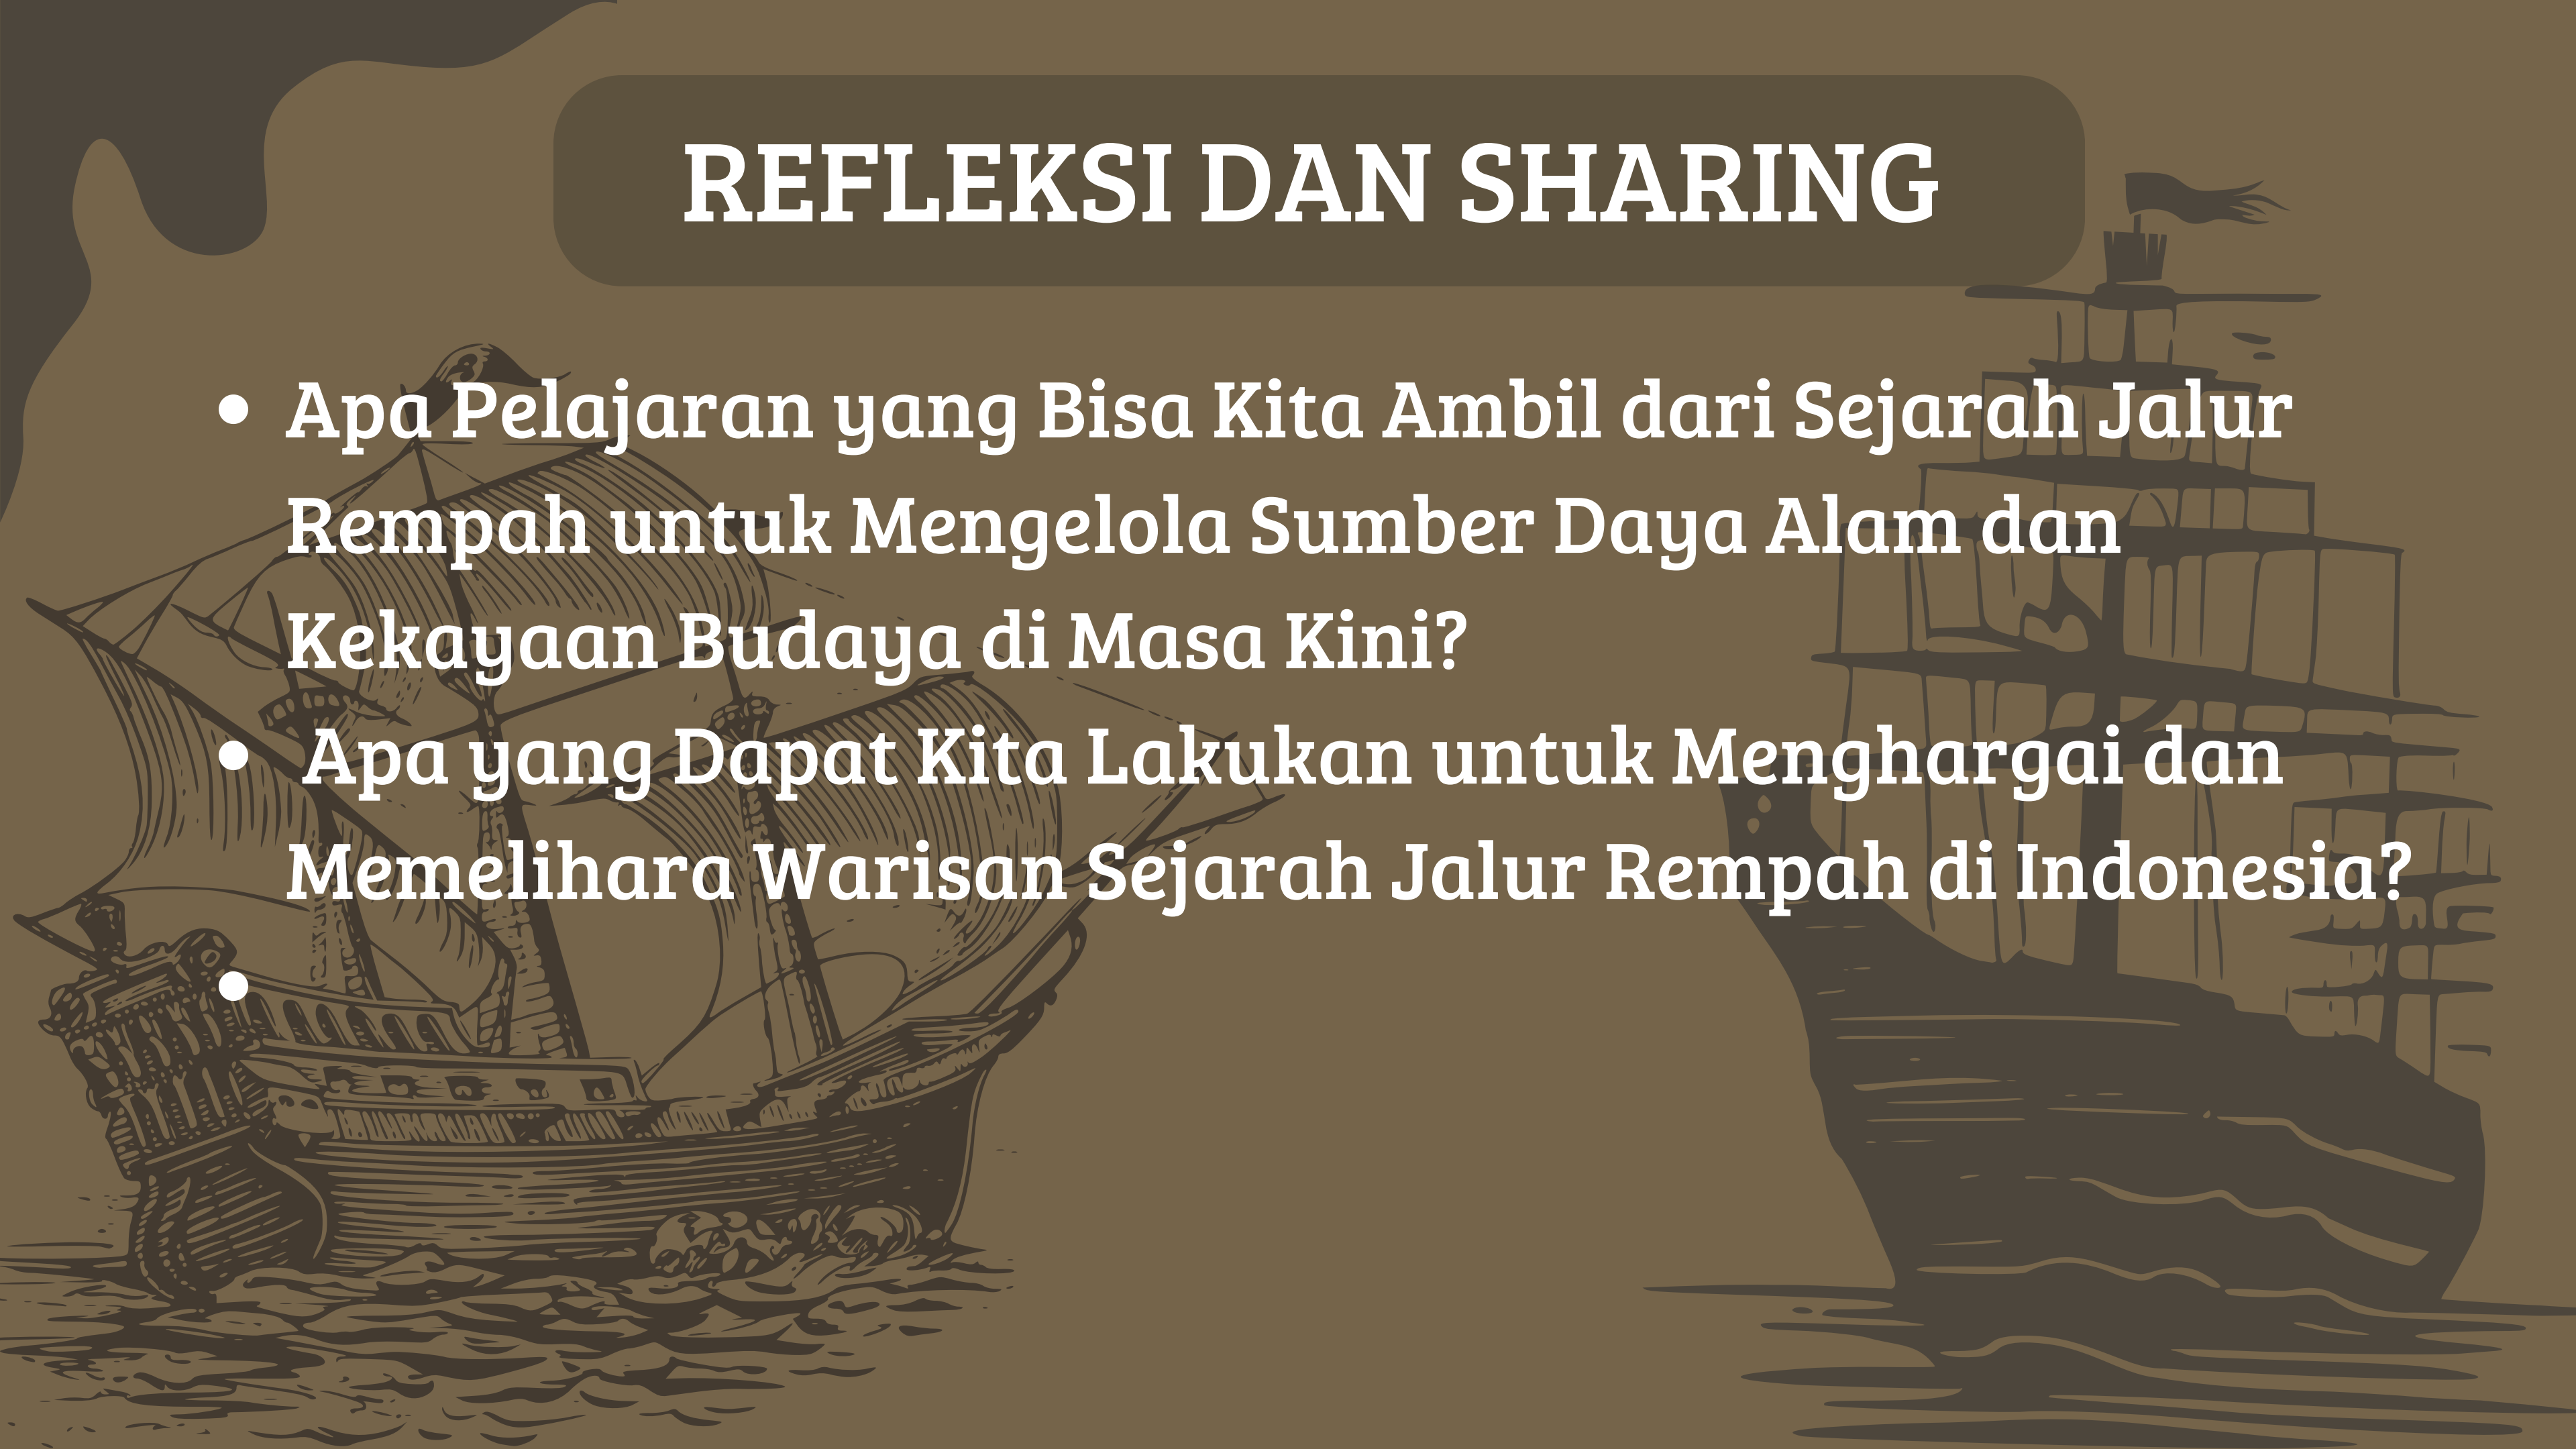 REFLEKSI DAN SHARING
• Apa Pelajaran yang Bisa Kita Ambil dari Sejarah Jalur
Rempah untuk Mengelola Sumber Daya Alam dan
Kekayaan Budaya di Masa Kini?
• Apa yang Dapat Kita Lakukan untuk Menghargai dan
Memelihara Warisan Sejarah Jalur Rempah di Indonesia?
•